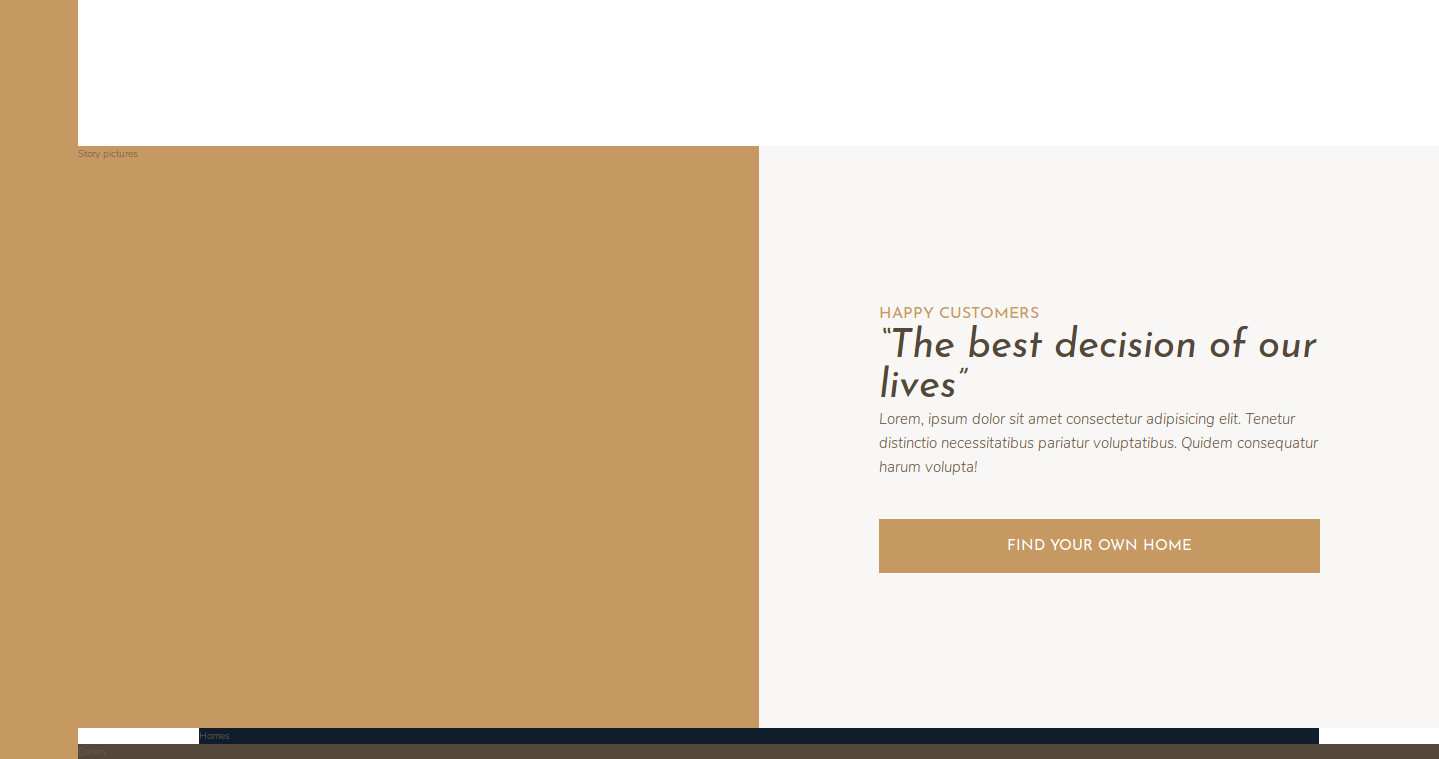 Story pictures
HAPPY CUSTOMERS
“The best decision of our
lives”
Lorem, ipsum dolor sit amet consectetur adipisicing elit. Tenetur
distinctio necessitatibus pariatur voluptatibus. Quidem consequatur
harum volupta!
FIND YOUR OWN HOME
Homes
Gallery